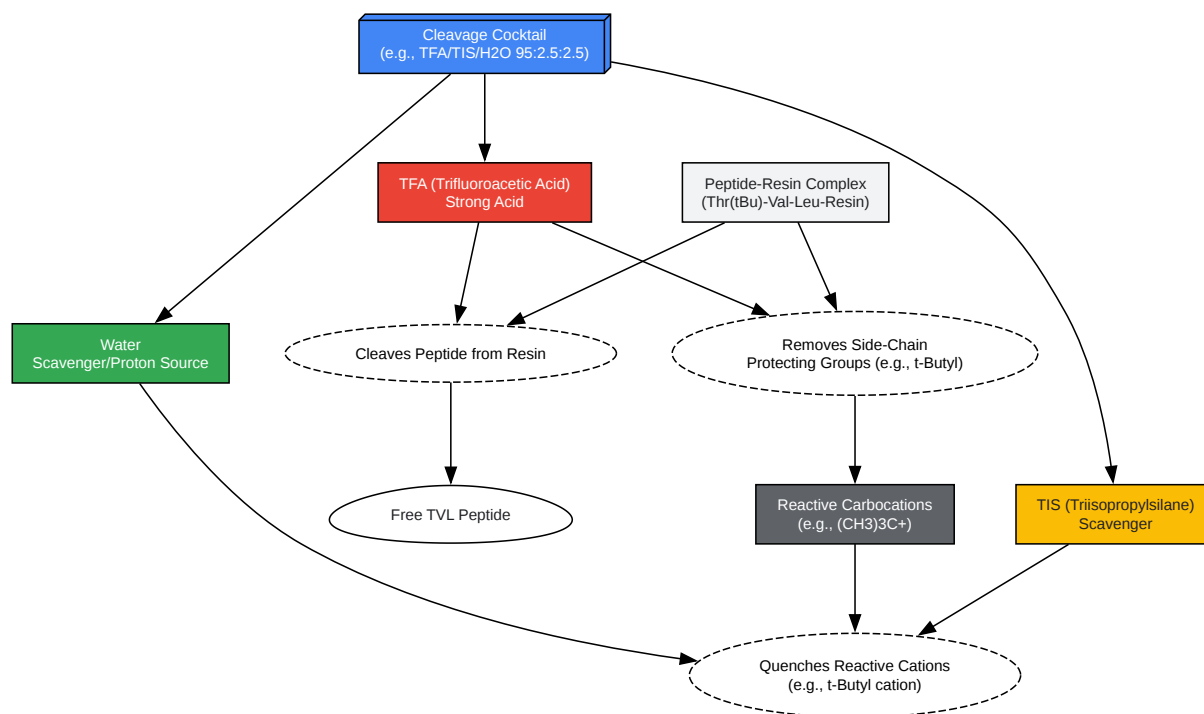 Cleavage Cocktail
(e.g., TFA/TIS/H2O 95:2.5:2.5)
TFA (Trifluoroacetic Acid)
Strong Acid
Peptide-Resin Complex
(Thr(tBu)-Val-Leu-Resin)
Water
Scavenger/Proton Source
Cleaves Peptide from Resin
Removes Side-Chain
Protecting Groups (e.g., t-Butyl)
Free TVL Peptide
Reactive Carbocations
(e.g., (CH3)3C+)
TIS (Triisopropylsilane)
Scavenger
Quenches Reactive Cations
(e.g., t-Butyl cation)